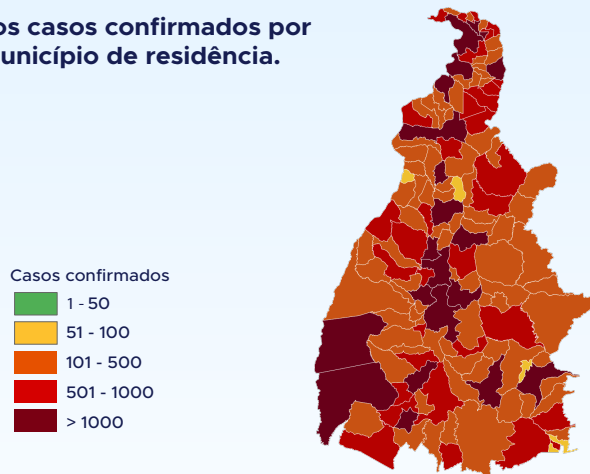 os casos confirmados por
unicípio de residência.
Casos confirmados
1 - 50
51 - 100
101 - 500
501 - 1000
> 1000